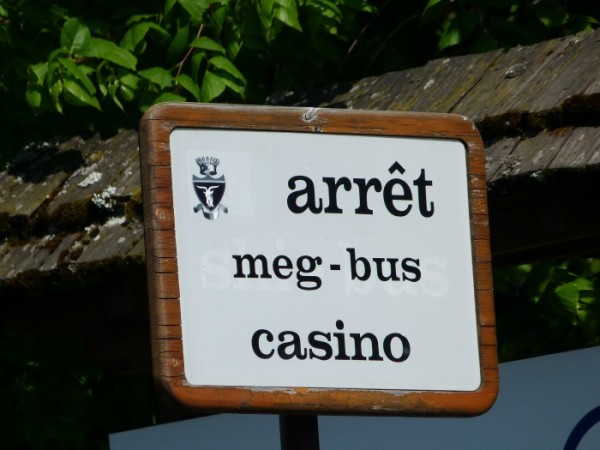 arrêt
meg-bus
casino